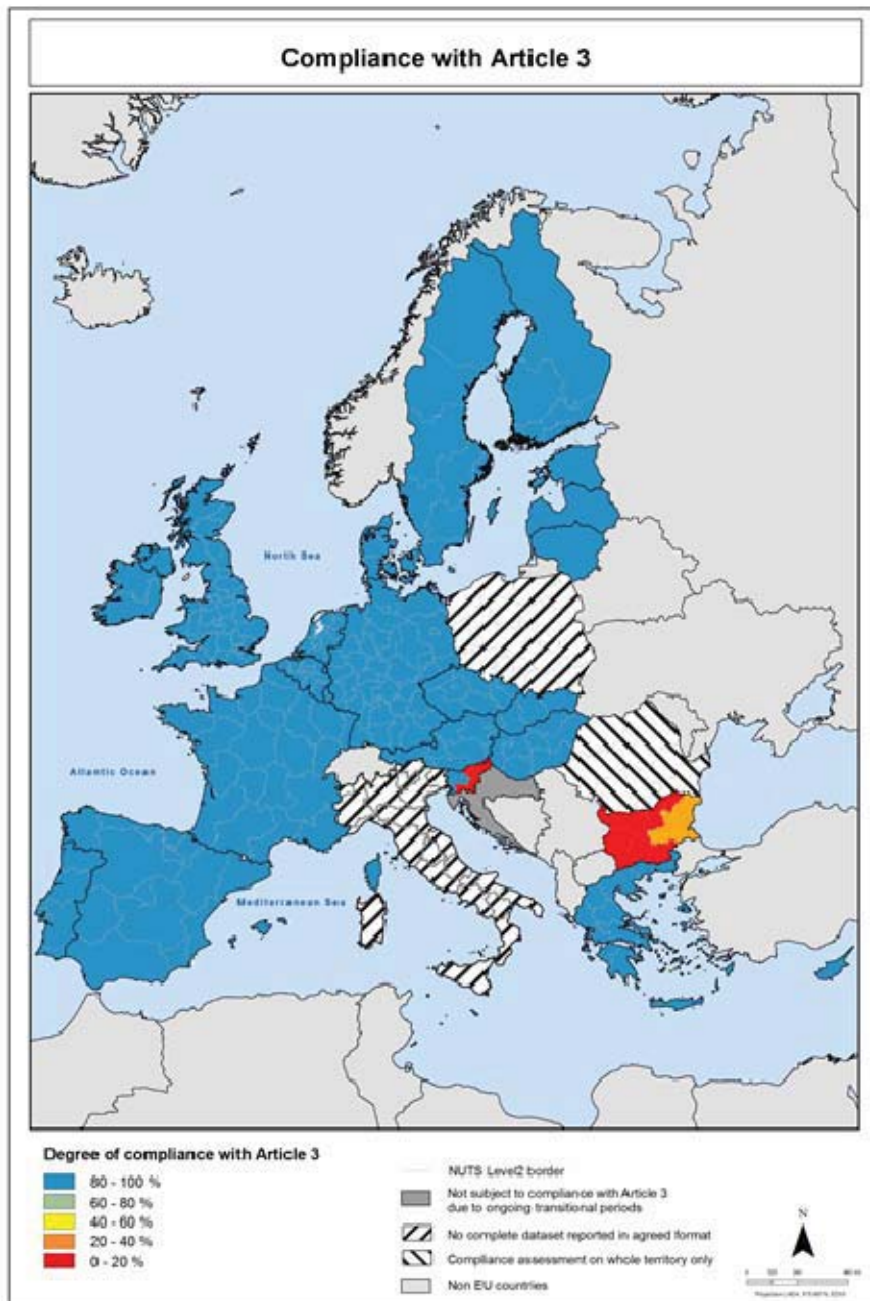 Compliance with Article 3
North Sea
Atlantic Ocean
Mediterranean Sea
Degree of compliance with Article 3
80 - 100 %
60 - 80 %
40 - 60 %
20 - 40 %
0 - 20 %
NUTS Level2 border
Not subject to compliance with Article 3
due to ongoing transitional periods
No complete dataset reported in agreed format
Compliance assessment on whole territory only
Non EU countries
N